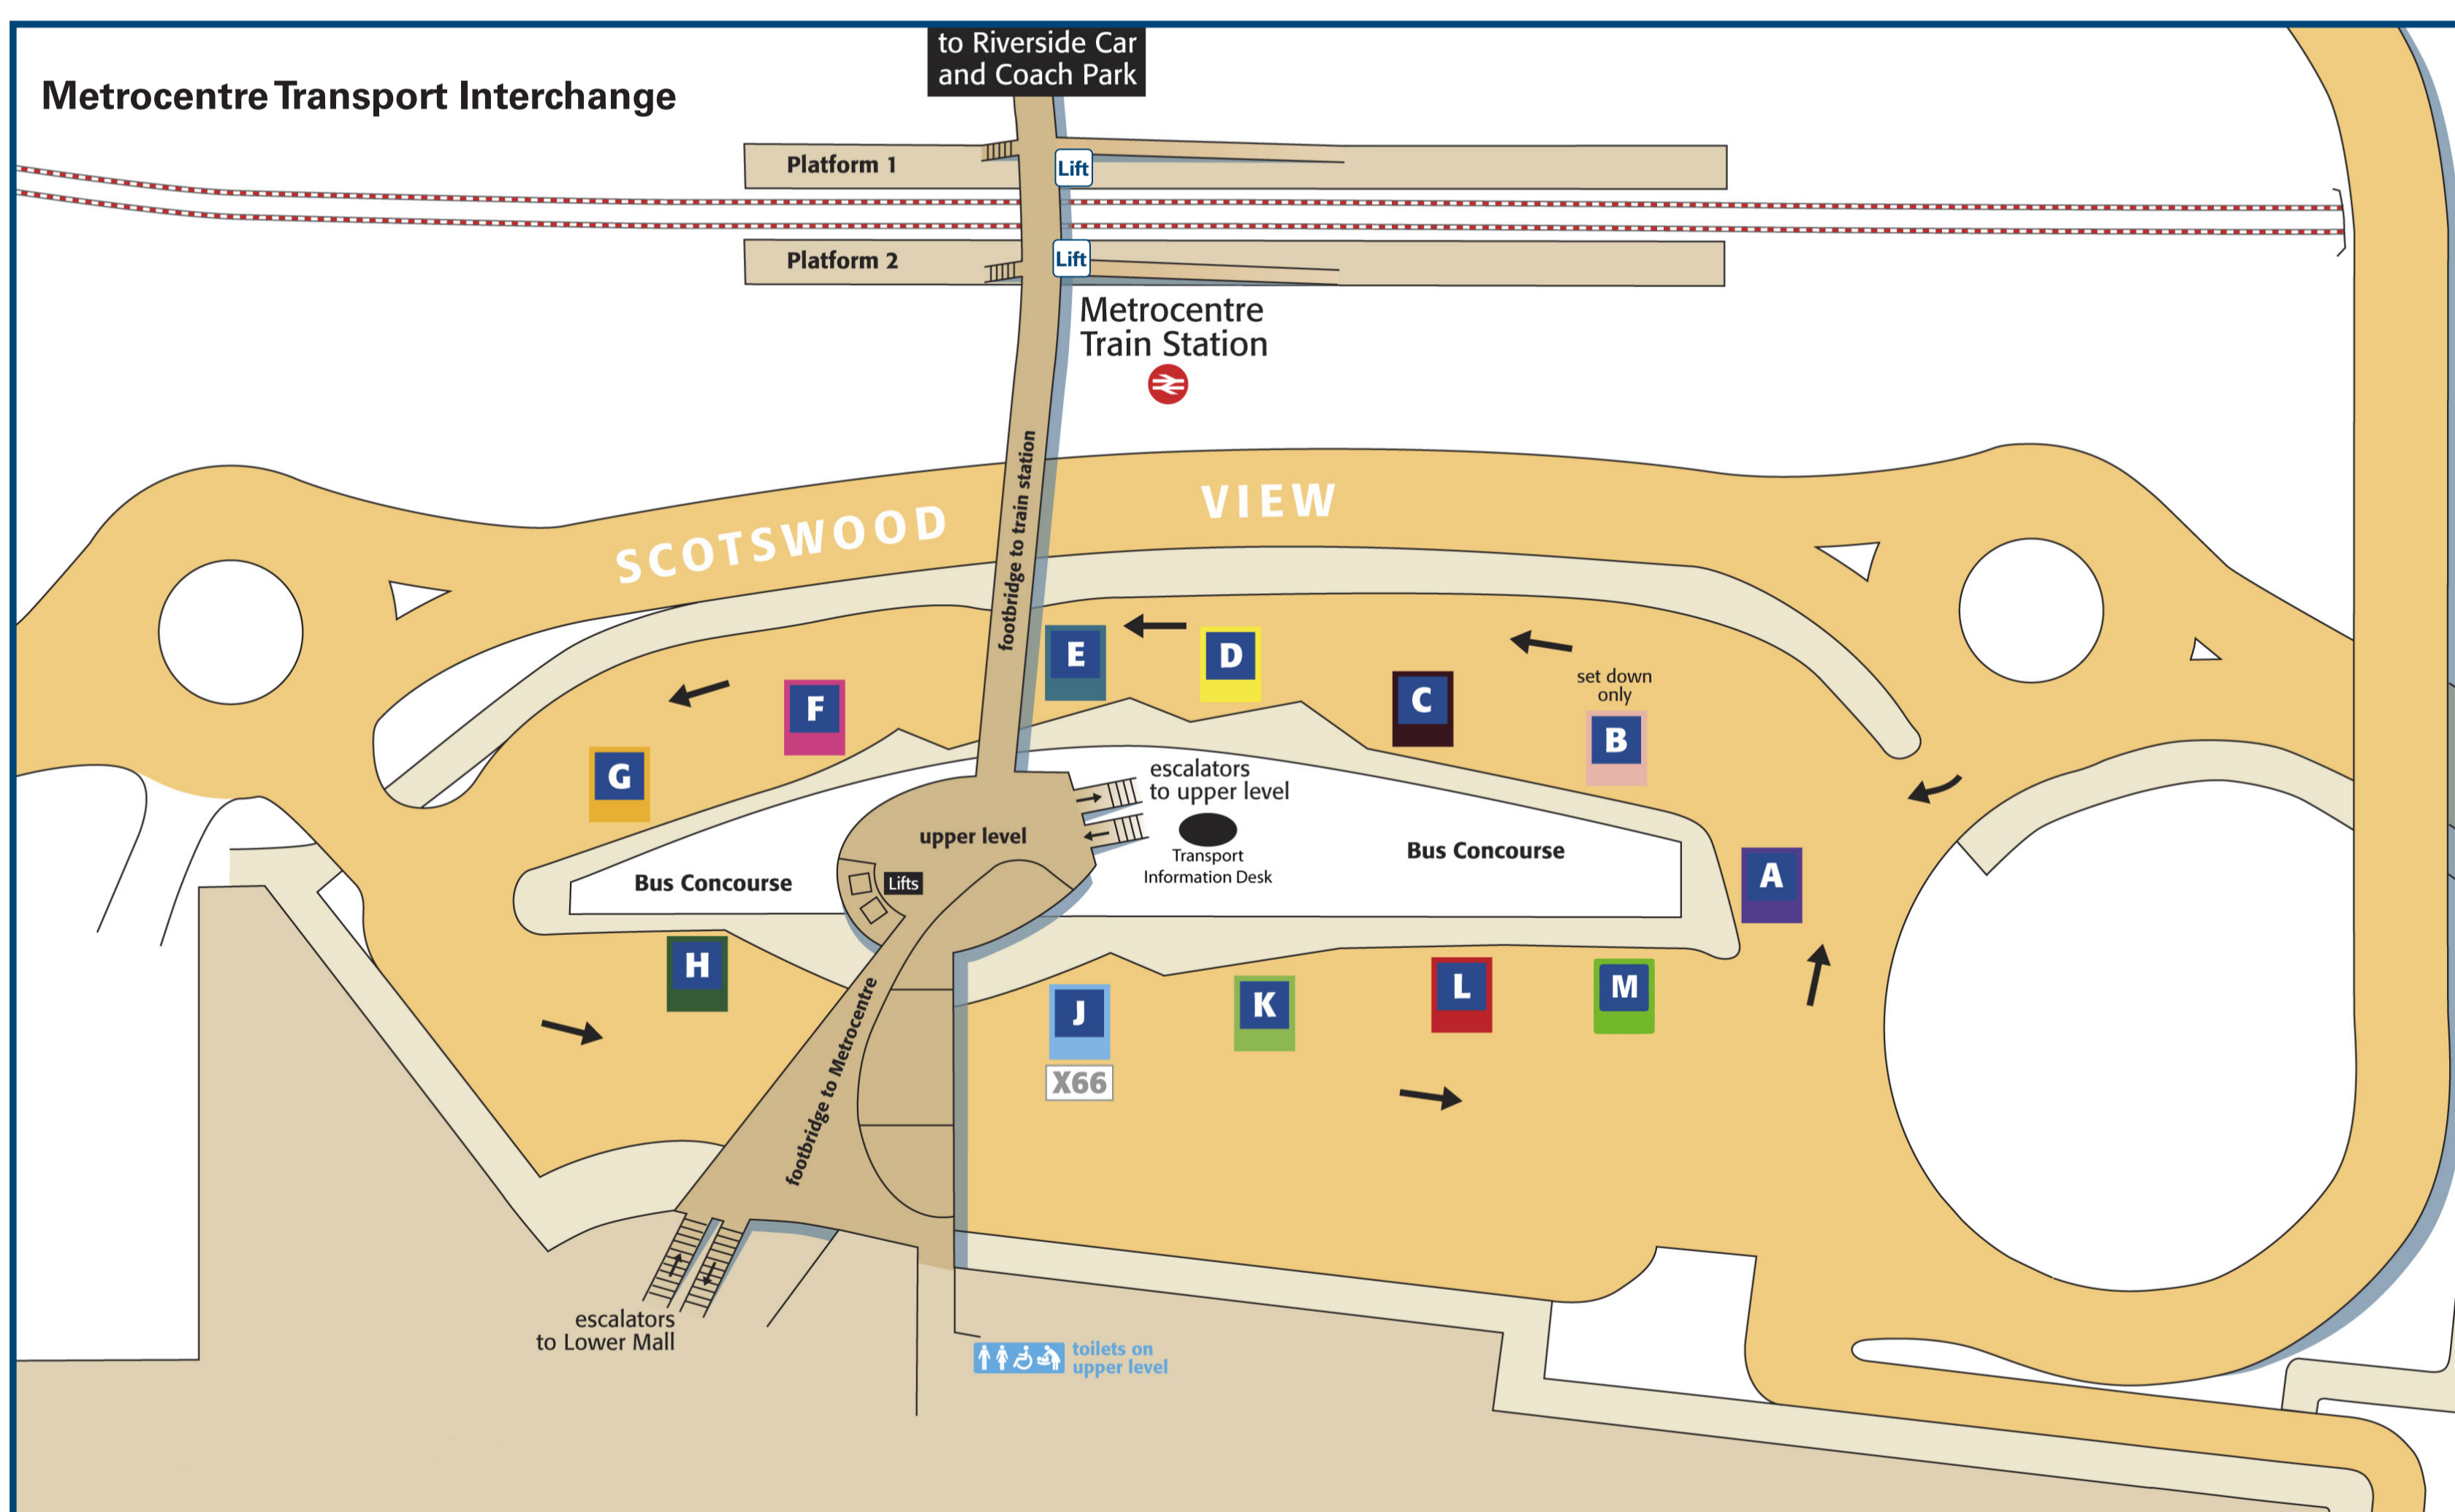 to Riverside Car
and Coach Park
Metrocentre Transport Interchange
Platform 1
Lift
Platform 2
Lift
Metrocentre
Train Station
footbridge to train station
SCOTSWOOD VIEW
E
D
set down
only
C
B
F
G
escalators
to upper level
upper level
Transport
Information Desk
Bus Concourse
Bus Concourse
Lifts
A
H
J
K
L
M
X66
footbridge to Metrocentre
escalators
to Lower Mall
toilets on
upper level